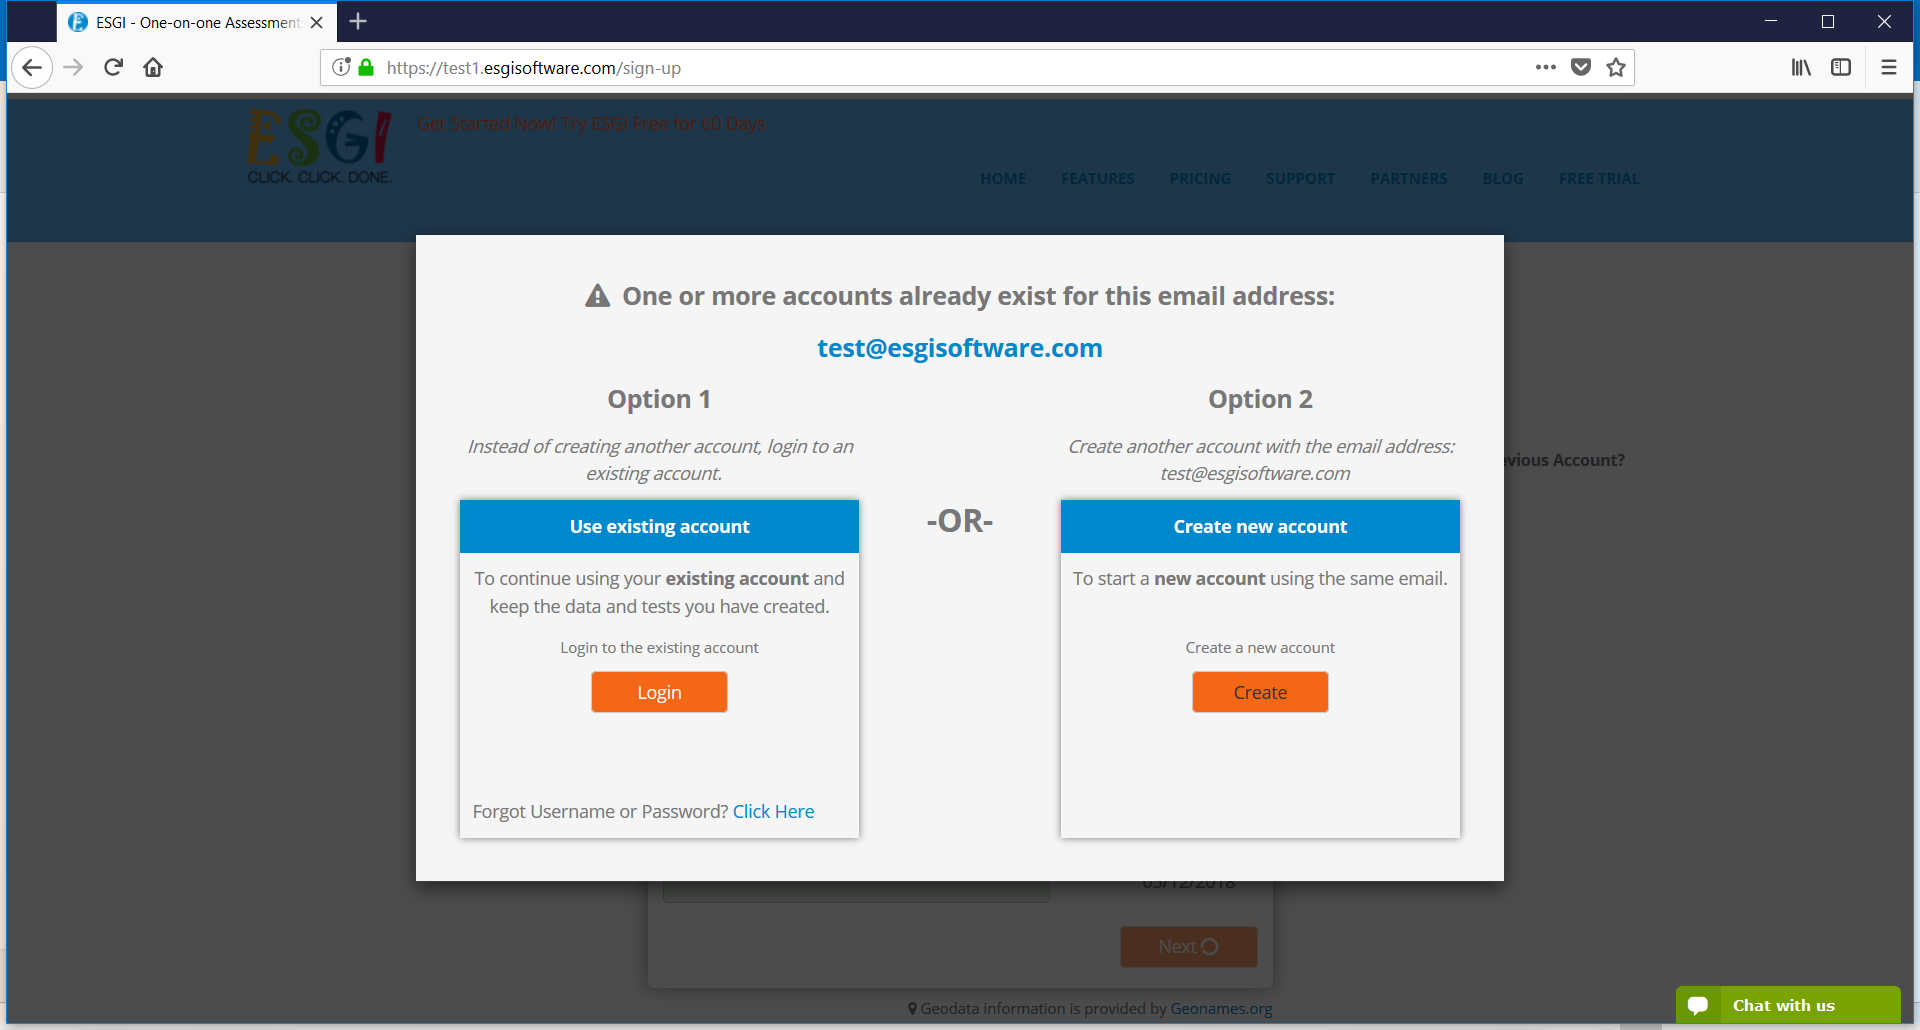 ESGI - One-on-one Assessment
https://test1.esgisoftware.com/sign-up
ESGI
CLICK. CLICK. DONE.
Get Started Now! Try ESGI Free for 60 Days
HOME FEATURES PRICING SUPPORT PARTNERS BLOG FREE TRIAL
One or more accounts already exist for this email address:
test@esgisoftware.com
Option 1
Instead of creating another account, login to an
existing account.
Use existing account
To continue using your existing account and
keep the data and tests you have created.
Login to the existing account
Login
Forgot Username or Password? Click Here
-OR-
Option 2
Create another account with the email address:
test@esgisoftware.com
Create new account
To start a new account using the same email.
Create a new account
Create
Account?
Next
Geodata information is provided by Geonames.org
Chat with us